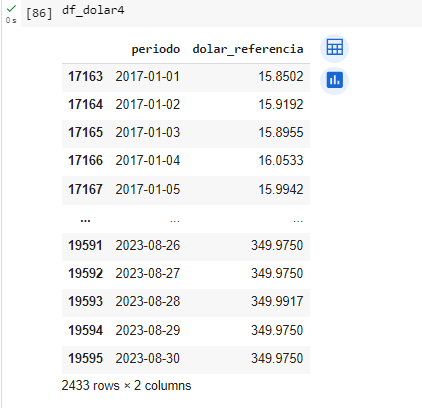 [86] df_dolar4
0 s
periodo dolar_referencia
17163 2017-01-01 15.8502
17164 2017-01-02 15.9192
17165 2017-01-03 15.8955
17166 2017-01-04 16.0533
17167 2017-01-05 15.9942
... ... ...
19591 2023-08-26 349.9750
19592 2023-08-27 349.9750
19593 2023-08-28 349.9917
19594 2023-08-29 349.9750
19595 2023-08-30 349.9750
2433 rows × 2 columns